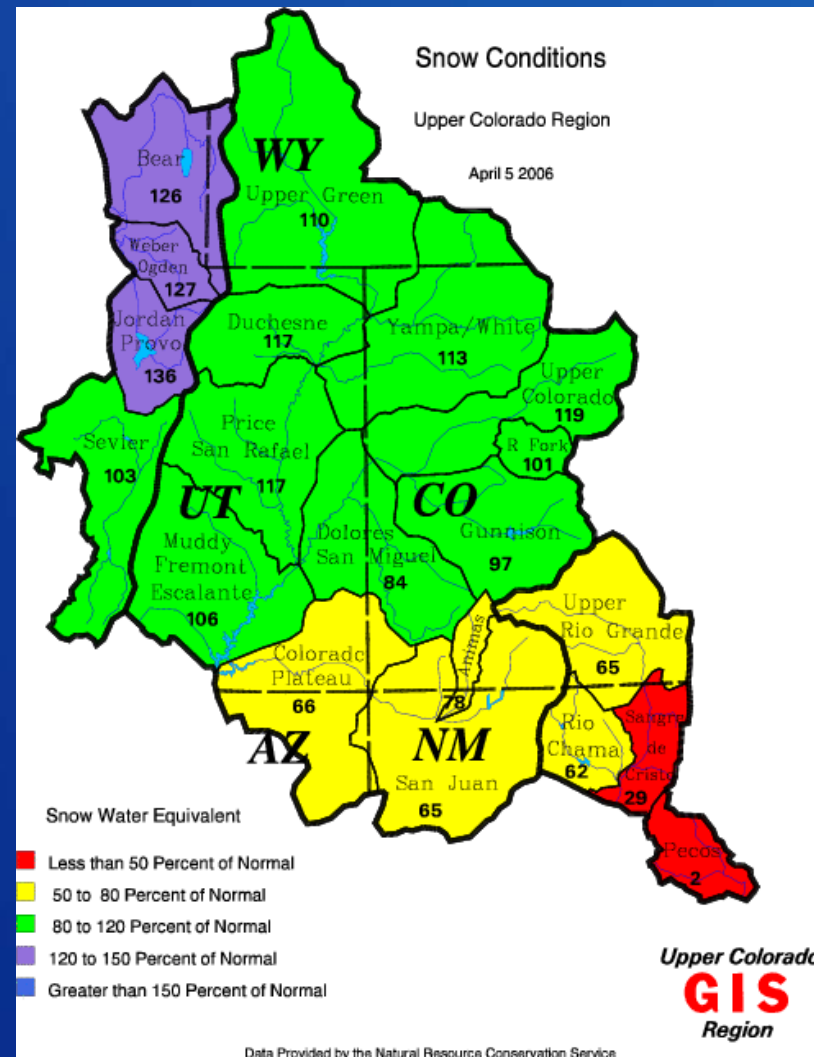 Snow Conditions
Upper Colorado Region
April 5 2006
WY
Bear
126
Upper Green
110
Weber
Ogden
127
Jordan
Provo
136
Duchesne
117
Yampa/White
113
Upper
Colorado
119
R Fork
101
Sevier
103
Price
San Rafael
117
UT
CO
Gunnison
97
Dolores
San Miguel
84
Muddy
Fremont
Escalante
106
Upper
Rio Grande
65
Animas
78
Colorado
Plateau
66
AZ
NM
San Juan
65
Rio
Chama
62
Sangre
de
Cristo
29
Pecos
2
Snow Water Equivalent
Less than 50 Percent of Normal
50 to 80 Percent of Normal
80 to 120 Percent of Normal
120 to 150 Percent of Normal
Greater than 150 Percent of Normal
Upper Colorado
GIS
Region
Data Provided by the Natural Resource Conservation Service